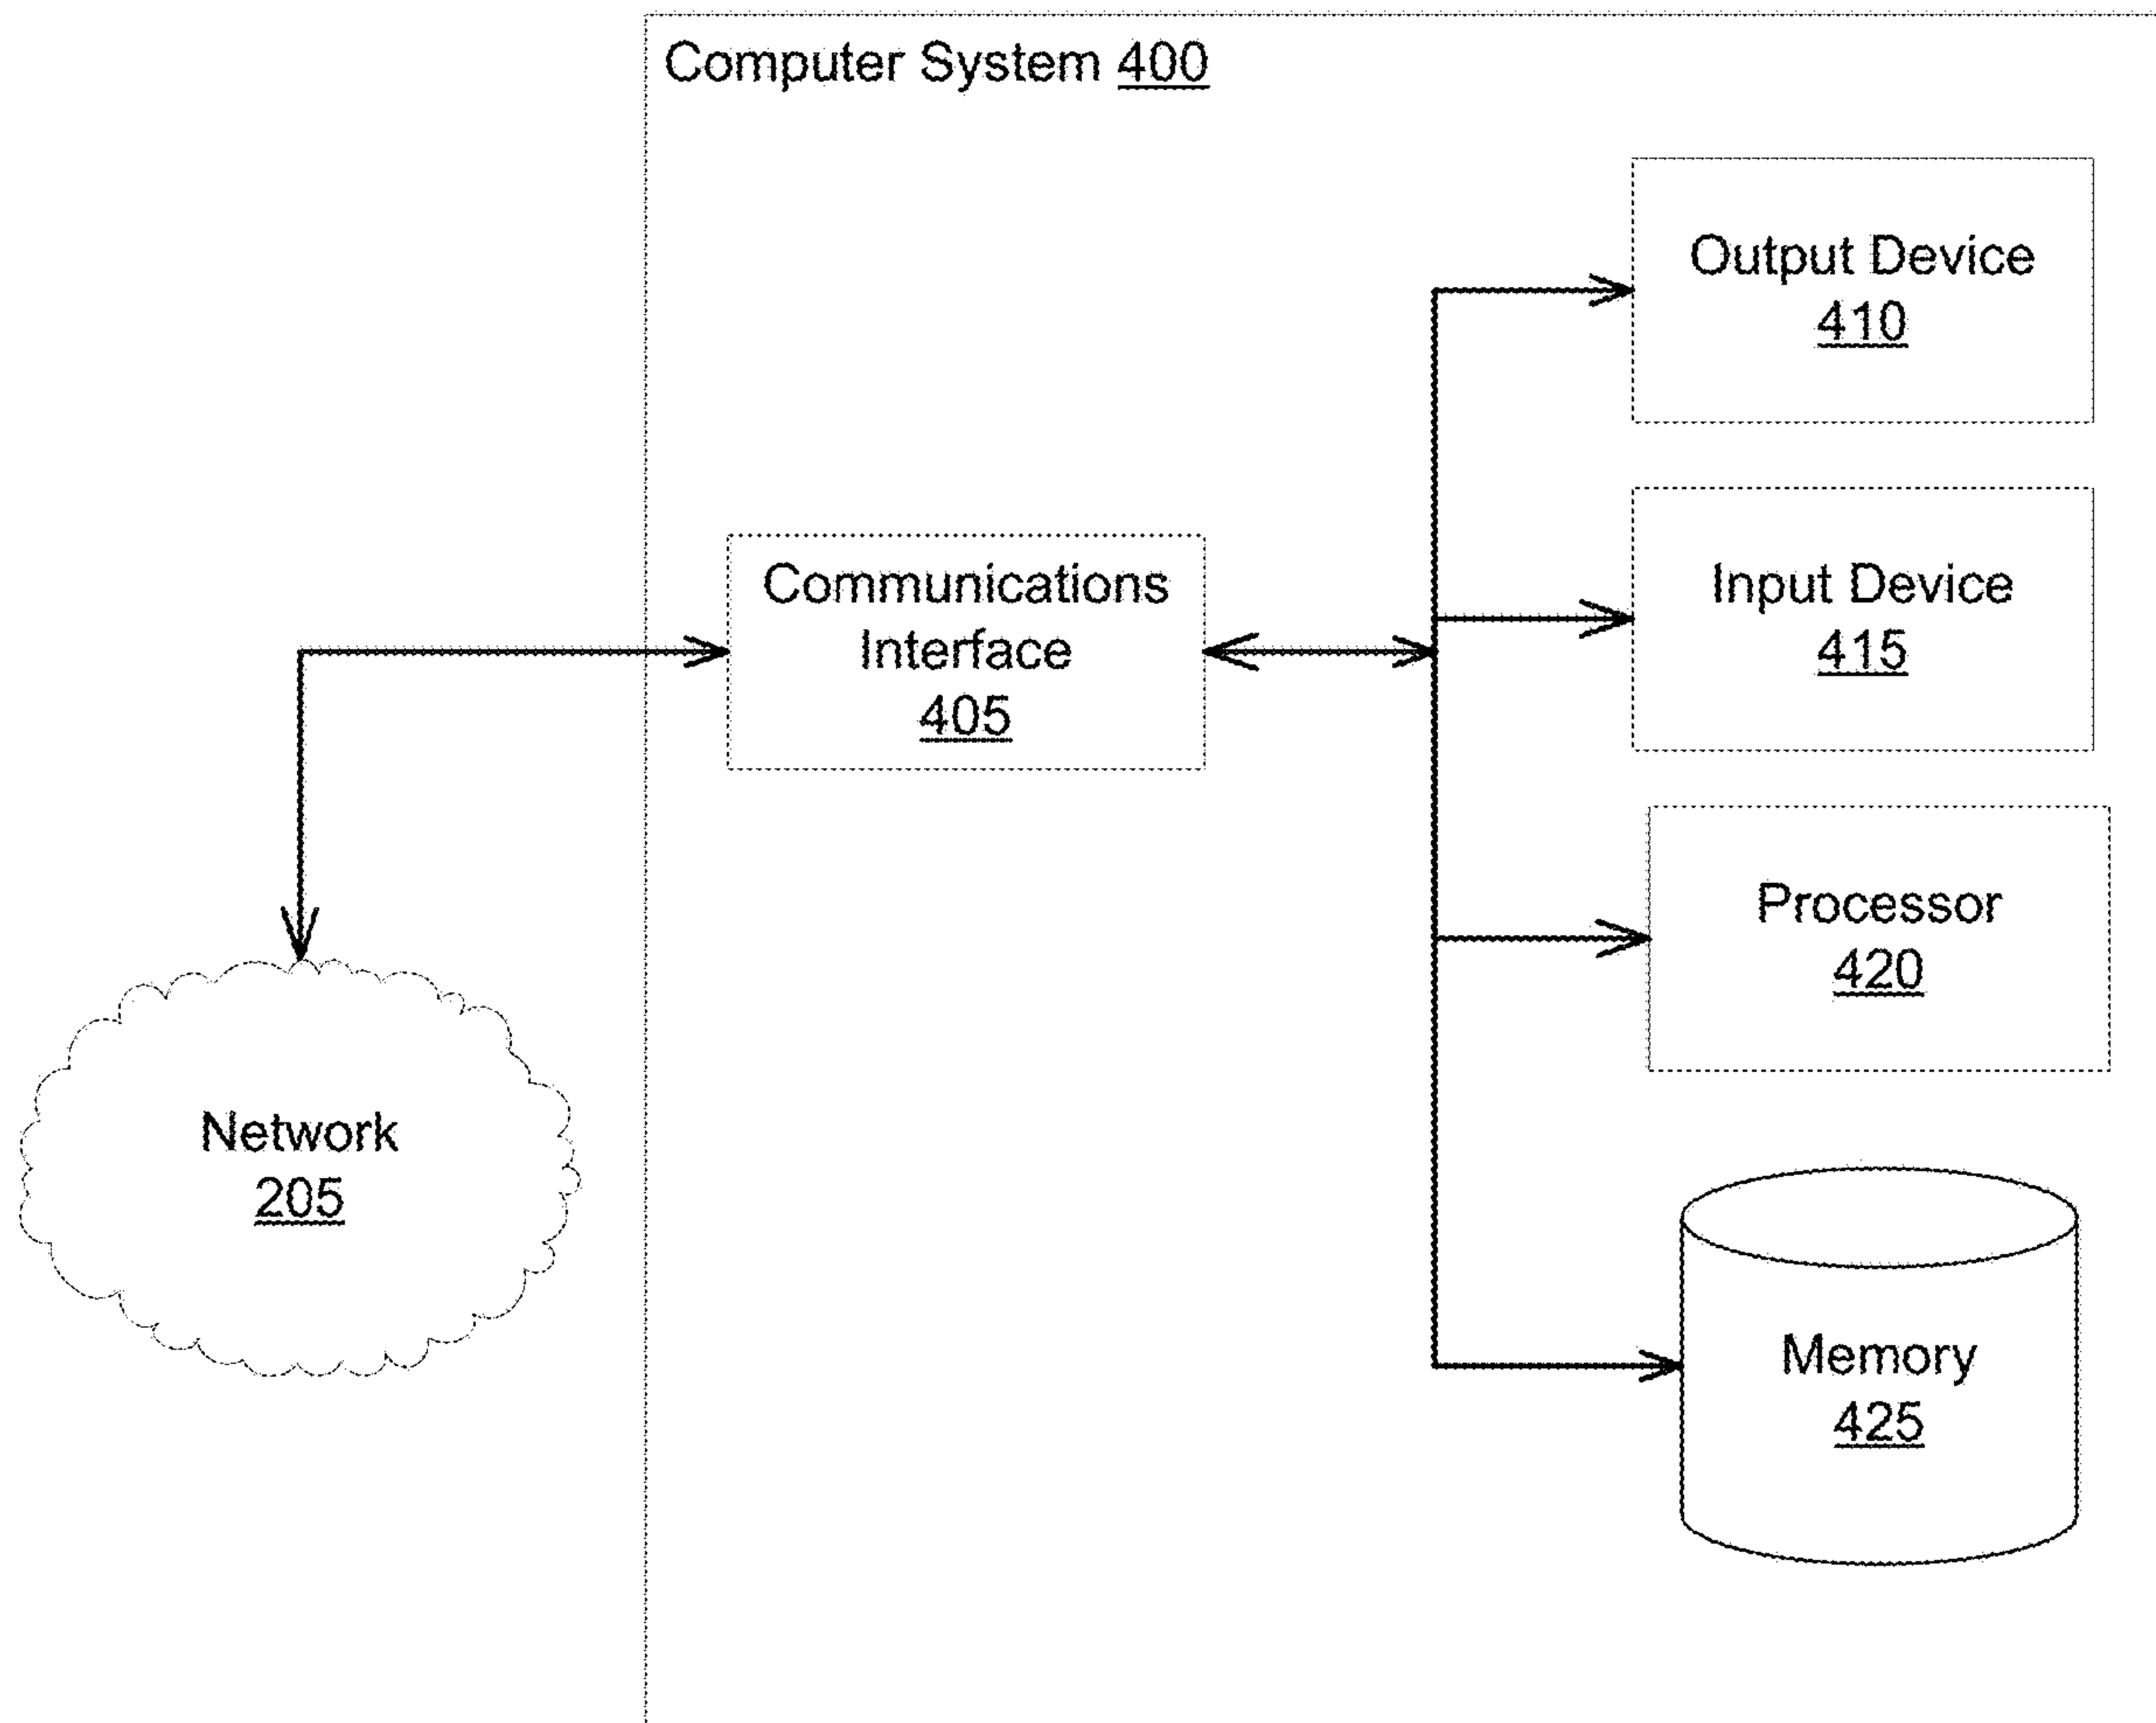 Computer System 400
Output Device
410
Communications
Interface
405
Input Device
415
Processor
420
Network
205
Memory
425